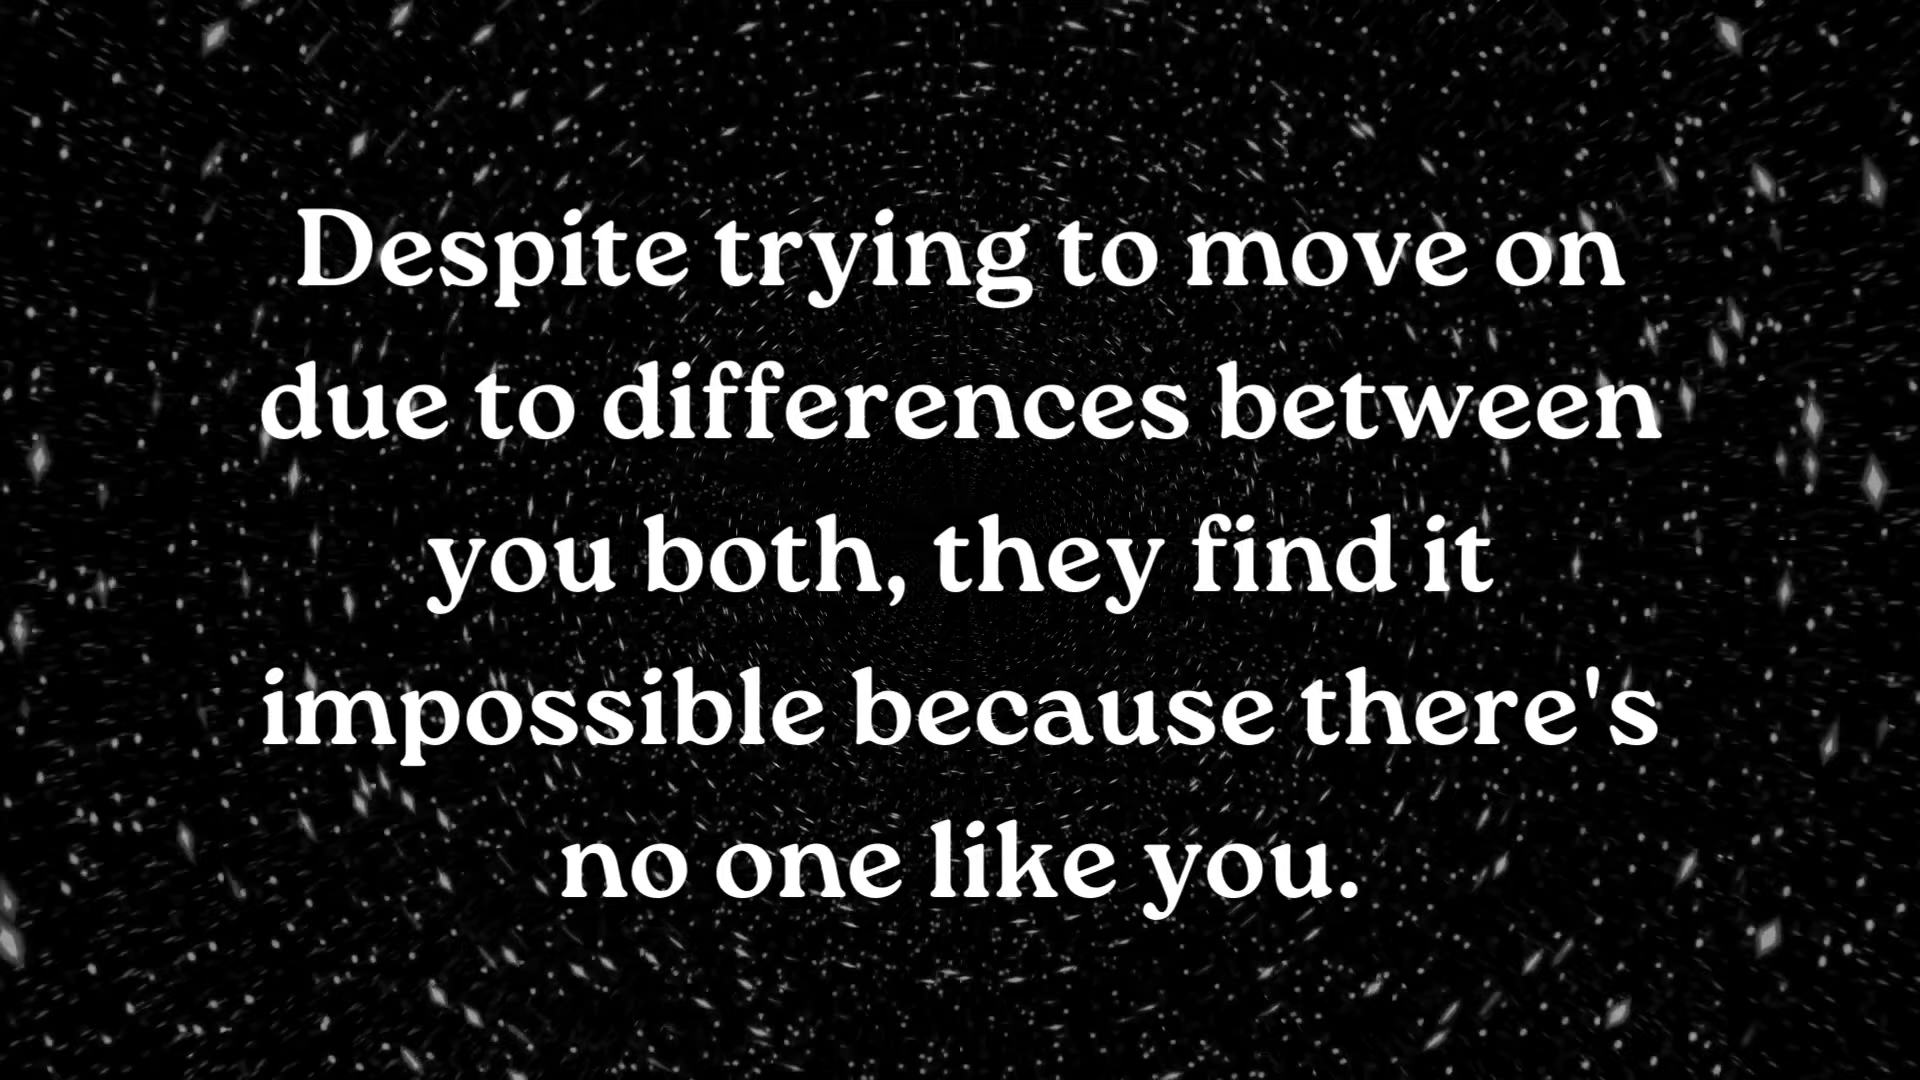 Despite trying to move on
due to differences between
you both, they find it
impossible because there's
no one like you.